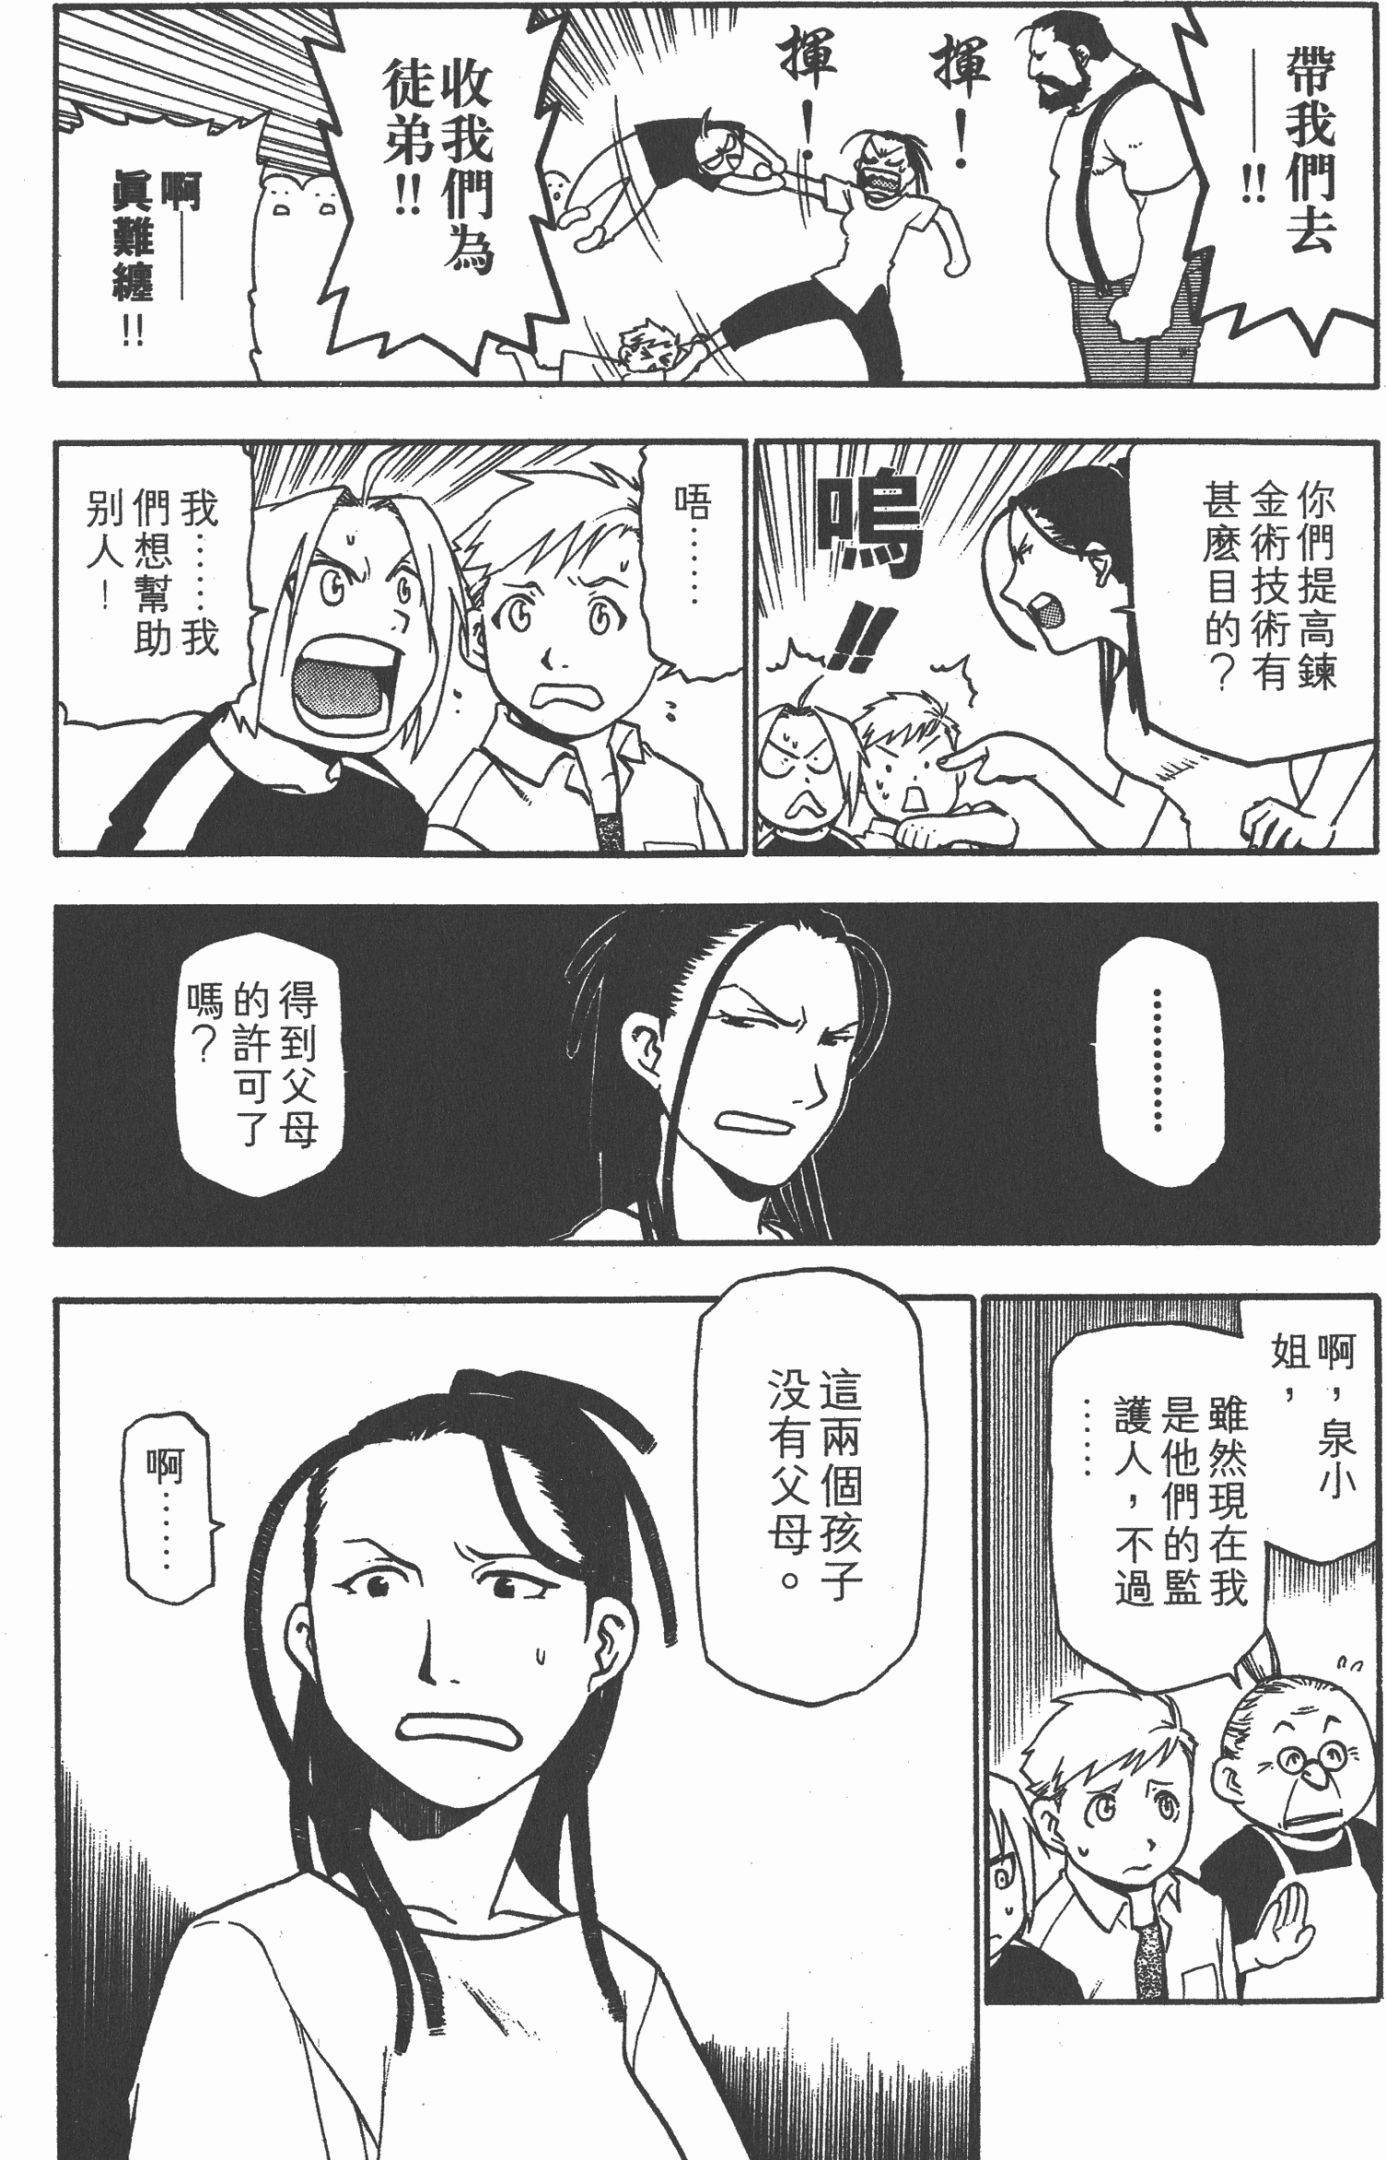 帶我們去
——!!
揮!
揮!
收我們為
徒弟!!
啊——
眞難纏!!
你們提高鍊
金術技術有
甚麽目的?
嗚!!
唔……
我……我
們想幫助
別人!
…………
得到父母
的許可了
嗎?
啊,泉小
姐,
雖然現在我
是他們的監
護人,不過
……
這兩個孩子
没有父母。
啊……